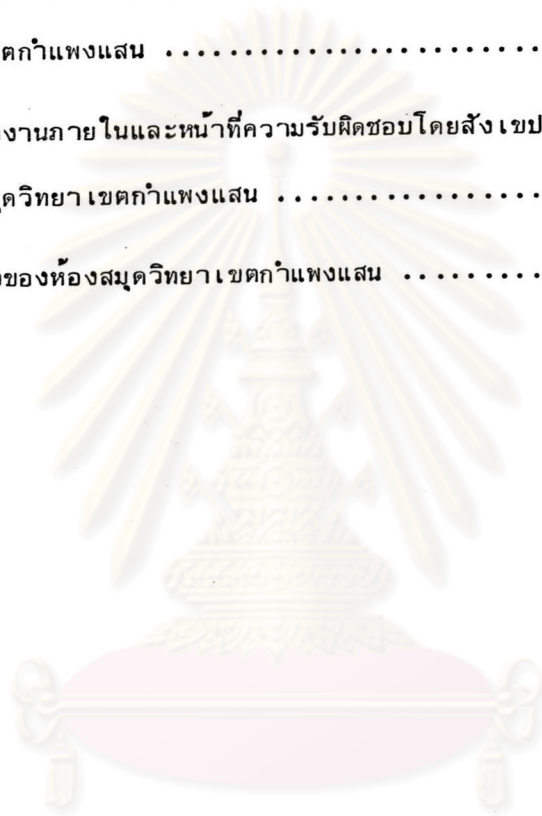 ตกำแพงแสน ........................
งานภายในและหน้าที่ความรับผิดชอบโดยสังเขป
ดวิทยาเขตกำแพงแสน .................
ของห้องสมุดวิทยาเขตกำแพงแสน .........